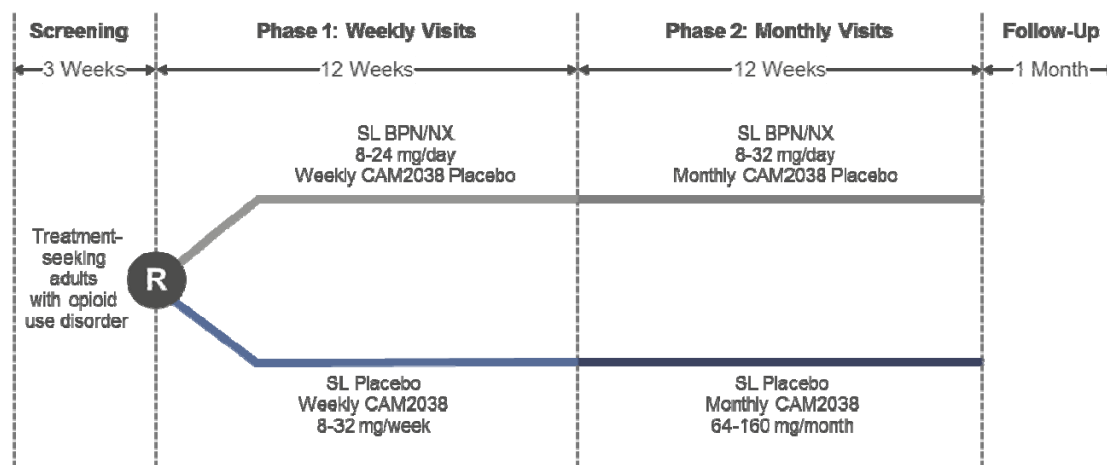 Screening
Phase 1: Weekly Visits
Phase 2: Monthly Visits
Follow-Up
3 Weeks
12 Weeks
12 Weeks
1 Month
SL BPN/NX
8-24 mg/day
Weekly CAM2038 Placebo
SL BPN/NX
8-32 mg/day
Monthly CAM2038 Placebo
Treatment-
seeking
adults
with opioid
use disorder
R
SL Placebo
Weekly CAM2038
8-32 mg/week
SL Placebo
Monthly CAM2038
64-160 mg/month